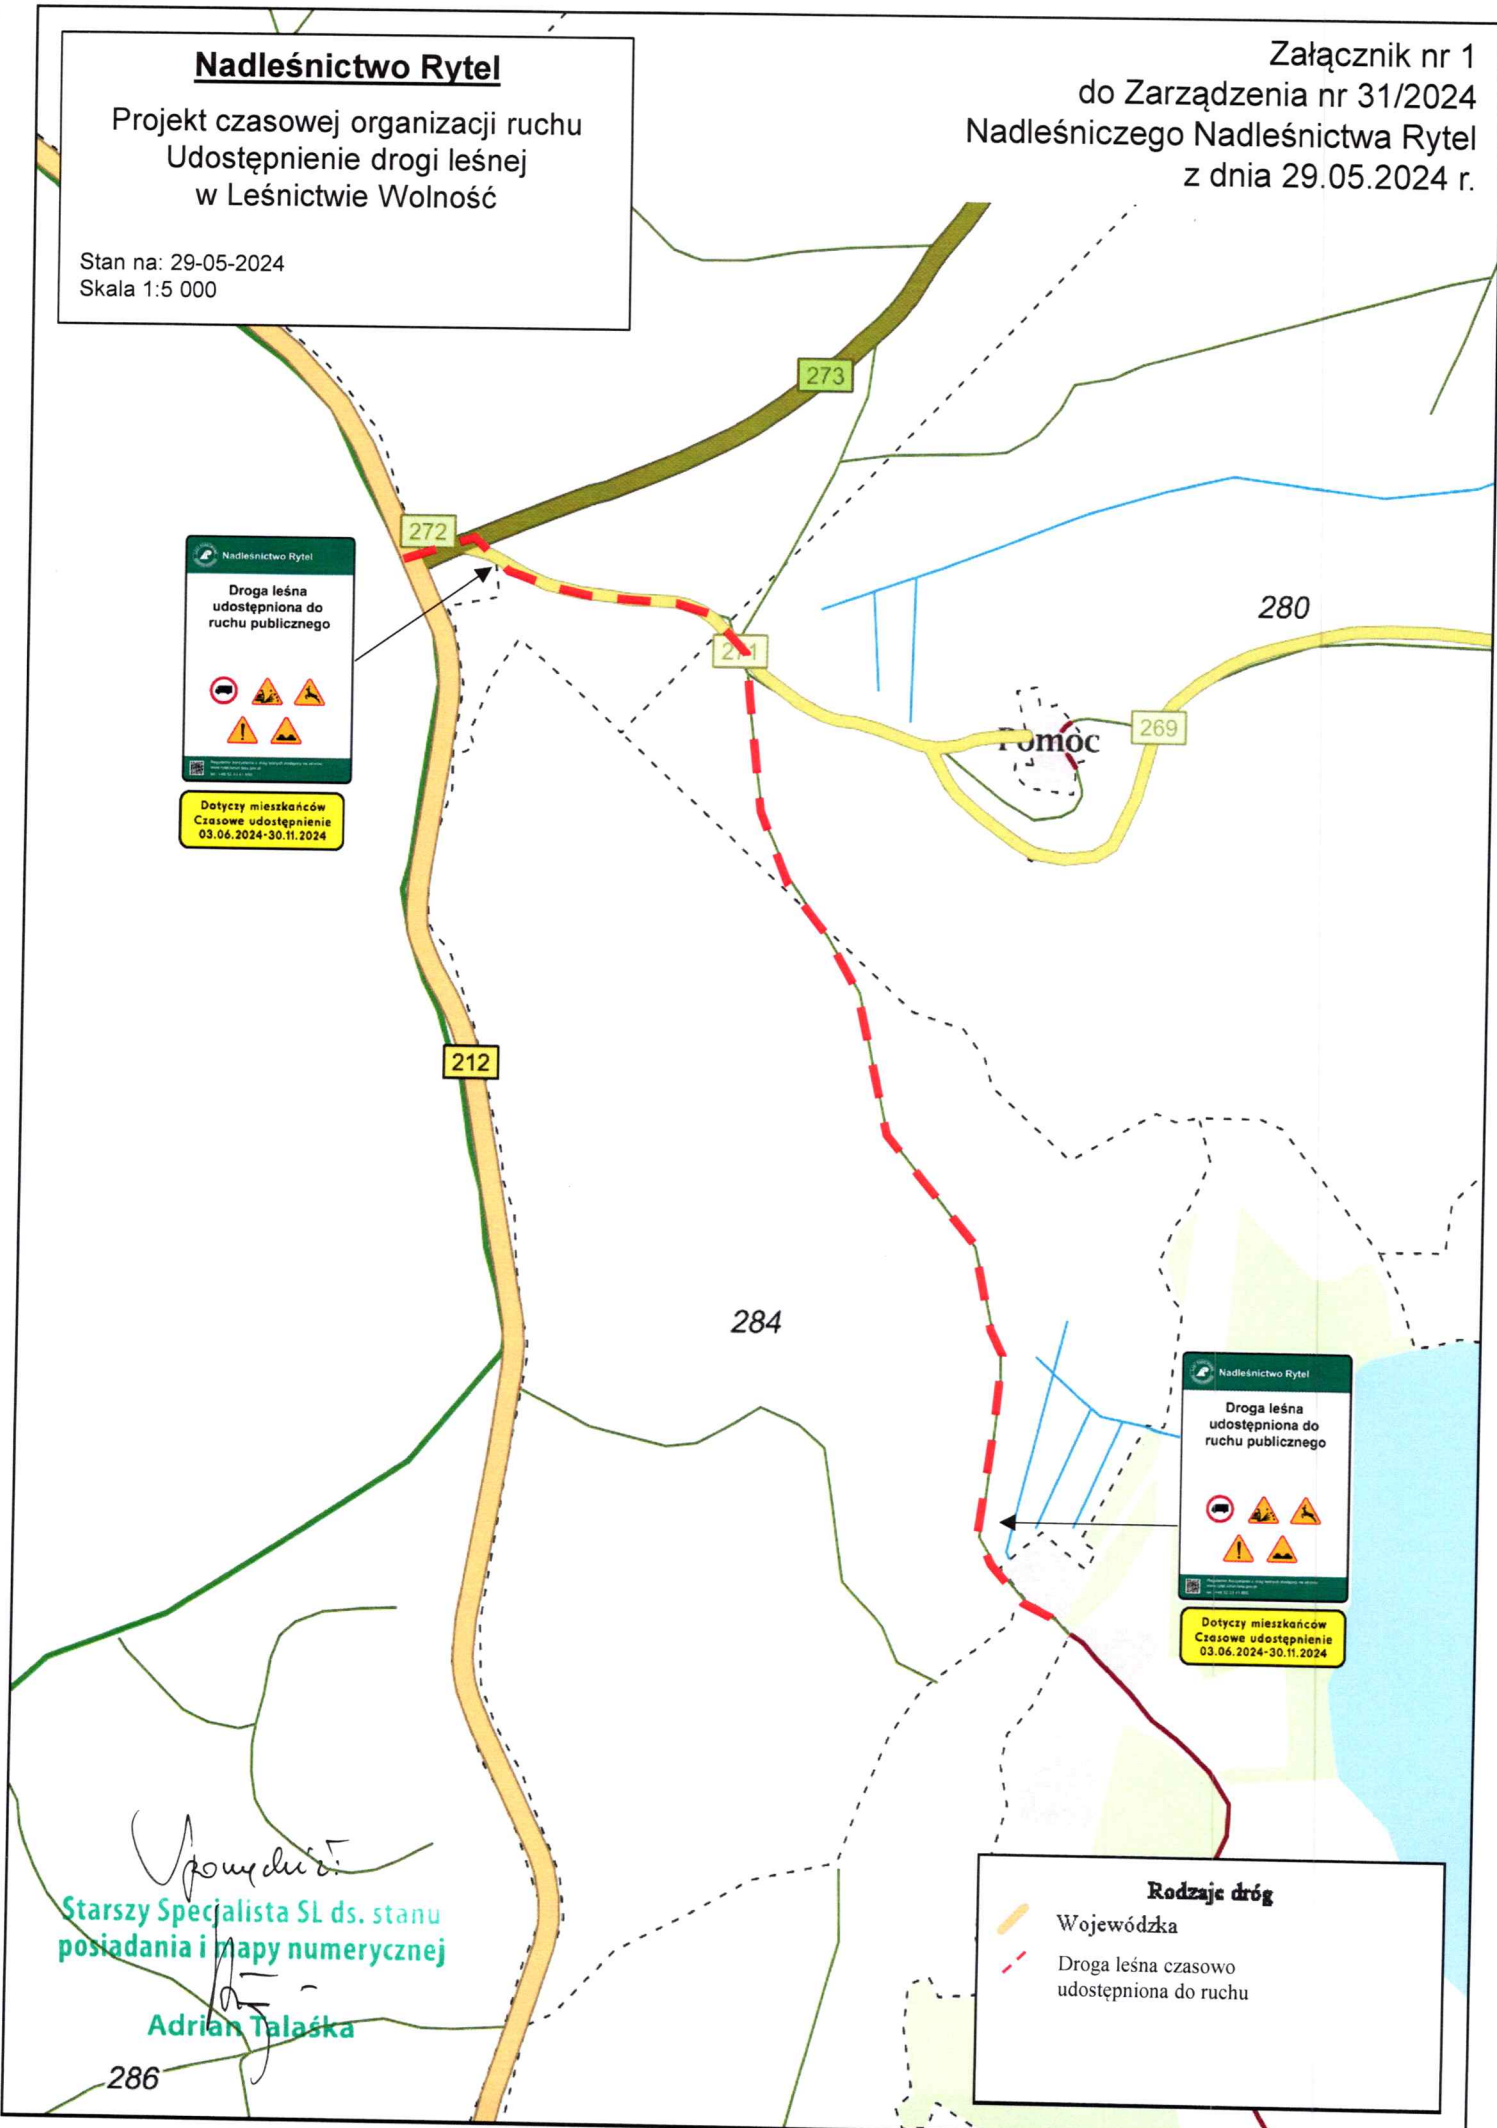 Nadleśnictwo Rytel
Projekt czasowej organizacji ruchu
Udostępnienie drogi leśnej
w Leśnictwie Wolność
Stan na: 29-05-2024
Skala 1:5 000
Załącznik nr 1
do Zarządzenia nr 31/2024
Nadleśniczego Nadleśnictwa Rytel
z dnia 29.05.2024 r.
273
272
Nadleśnictwo Rytel
Droga leśna
udostępniona do
ruchu publicznego
Dotyczy mieszkańców
Czasowe udostępnienie
03.06.2024-30.11.2024
271
280
Pomoc
269
212
284
Nadleśnictwo Rytel
Droga leśna
udostępniona do
ruchu publicznego
Dotyczy mieszkańców
Czasowe udostępnienie
03.06.2024-30.11.2024
Sporządził:
Starszy Specjalista SL ds. stanu
posiadania i mapy numerycznej
Adrian Talaśka
286
Rodzaje dróg
Wojewódzka
Droga leśna czasowo
udostępniona do ruchu